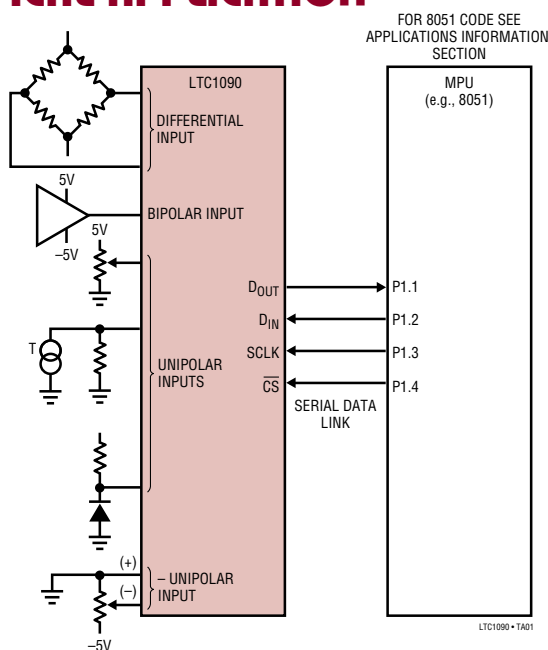 FOR 8051 CODE SEE
APPLICATIONS INFORMATION
SECTION
LTC1090
MPU
(e.g., 8051)
DIFFERENTIAL
INPUT
5V
BIPOLAR INPUT
–5V
5V
DOUT
P1.1
DIN
P1.2
SCLK
P1.3
CS
P1.4
SERIAL DATA
LINK
T
UNIPOLAR
INPUTS
(+)
(–)
– UNIPOLAR
INPUT
–5V
LTC1090 • TA01